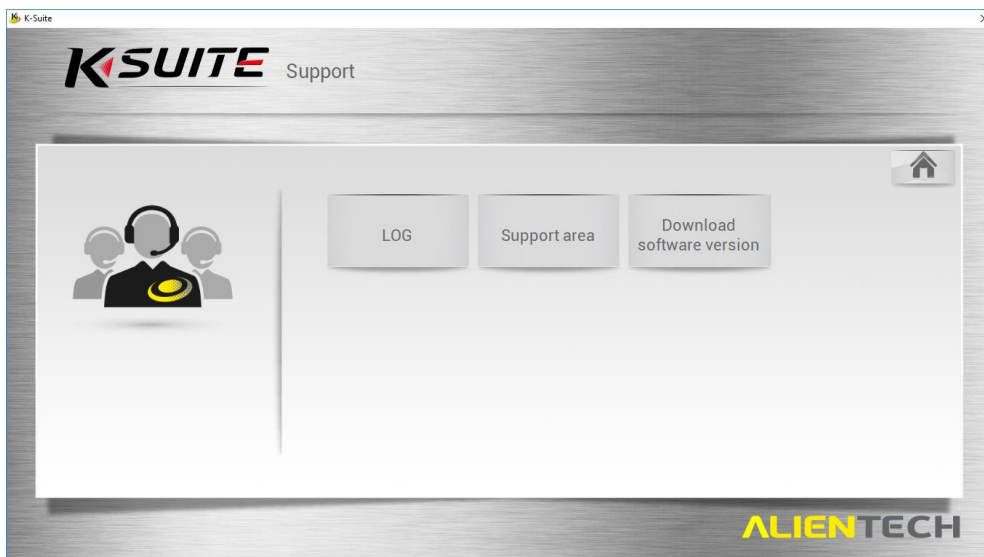 K-Suite
KSUITE Support
LOG
Support area
Download
software version
ALIENTECH